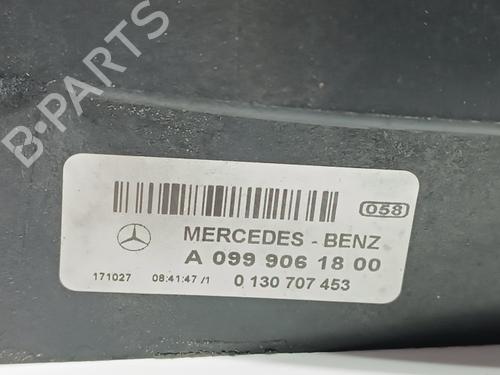 B-PARTS
058
MERCEDES - BENZ
A 099 906 18 00
171027 08:41:47 /1 0 130 707 453